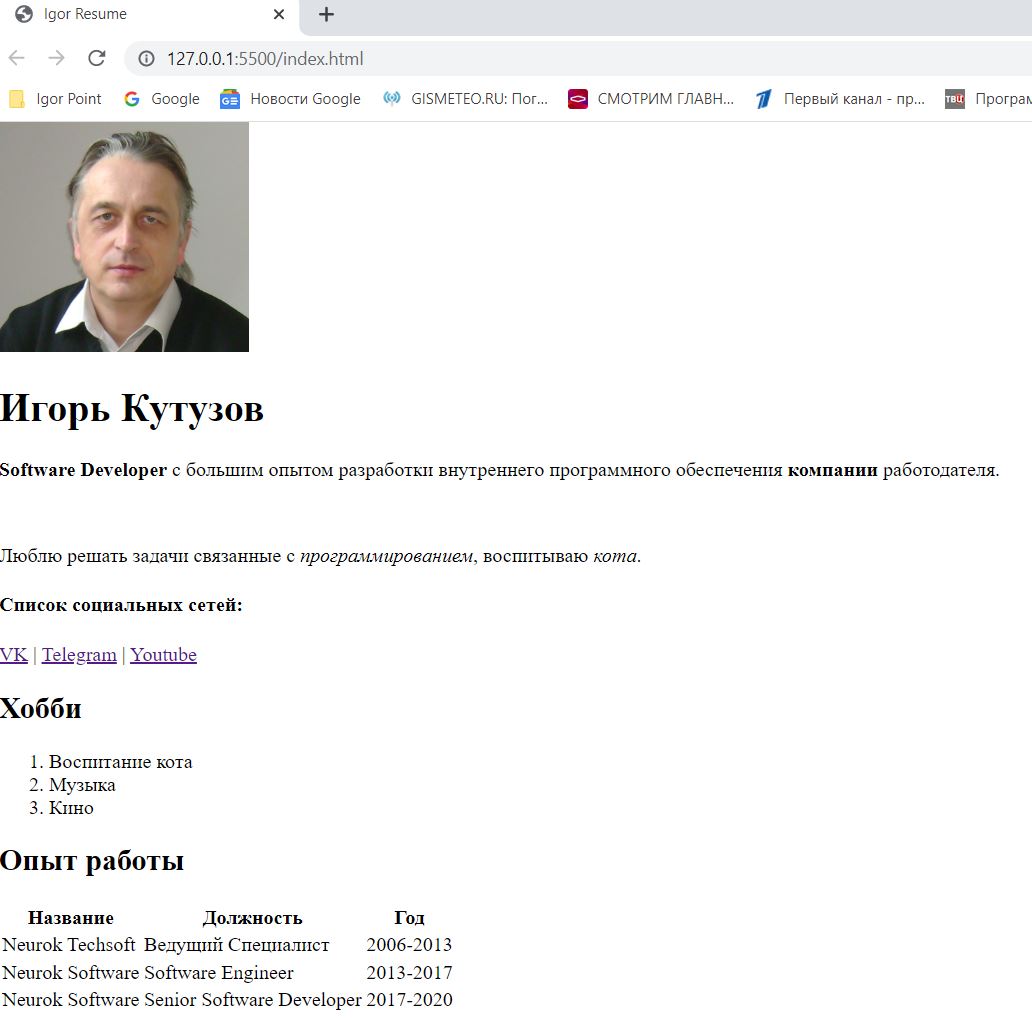 Igor Resume
127.0.0.1:5500/index.html
Igor Point Google Новости Google GISMETEO.RU: Пог... СМОТРИМ ГЛАВН... Первый канал - пр... ТВЦ Програм
Игорь Кутузов
Software Developer с большим опытом разработки внутреннего программного обеспечения компании работодателя.
Люблю решать задачи связанные с программированием, воспитываю кота.
Список социальных сетей:
VK | Telegram | Youtube
Хобби
1. Воспитание кота
2. Музыка
3. Кино
Опыт работы
Название Должность Год
Neurok Techsoft Ведущий Специалист 2006-2013
Neurok Software Software Engineer 2013-2017
Neurok Software Senior Software Developer 2017-2020